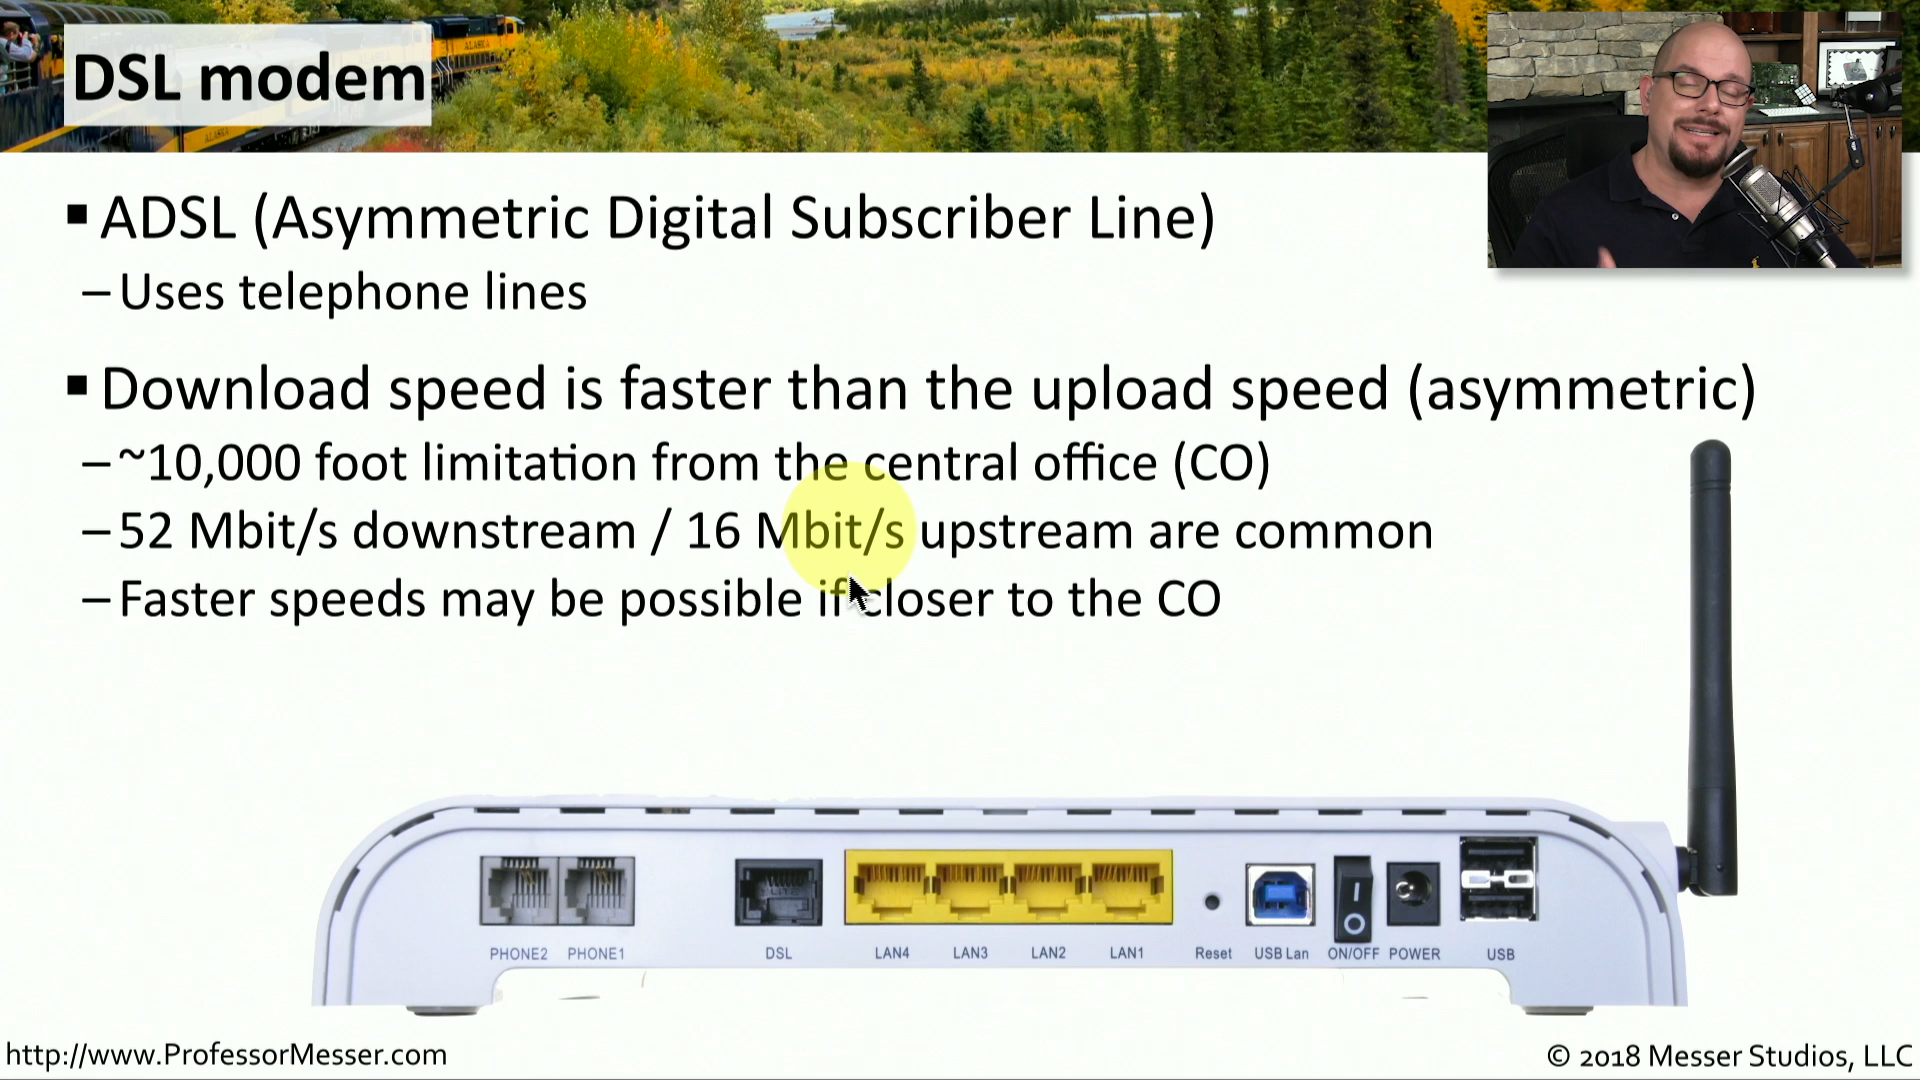 DSL modem
▪ADSL (Asymmetric Digital Subscriber Line)
–Uses telephone lines
▪Download speed is faster than the upload speed (asymmetric)
–~10,000 foot limitation from the central office (CO)
–52 Mbit/s downstream / 16 Mbit/s upstream are common
–Faster speeds may be possible if closer to the CO
PHONE2 PHONE1 DSL LAN4 LAN3 LAN2 LAN1 Reset USB Lan ON/OFF POWER USB
http://www.ProfessorMesser.com
© 2018 Messer Studios, LLC